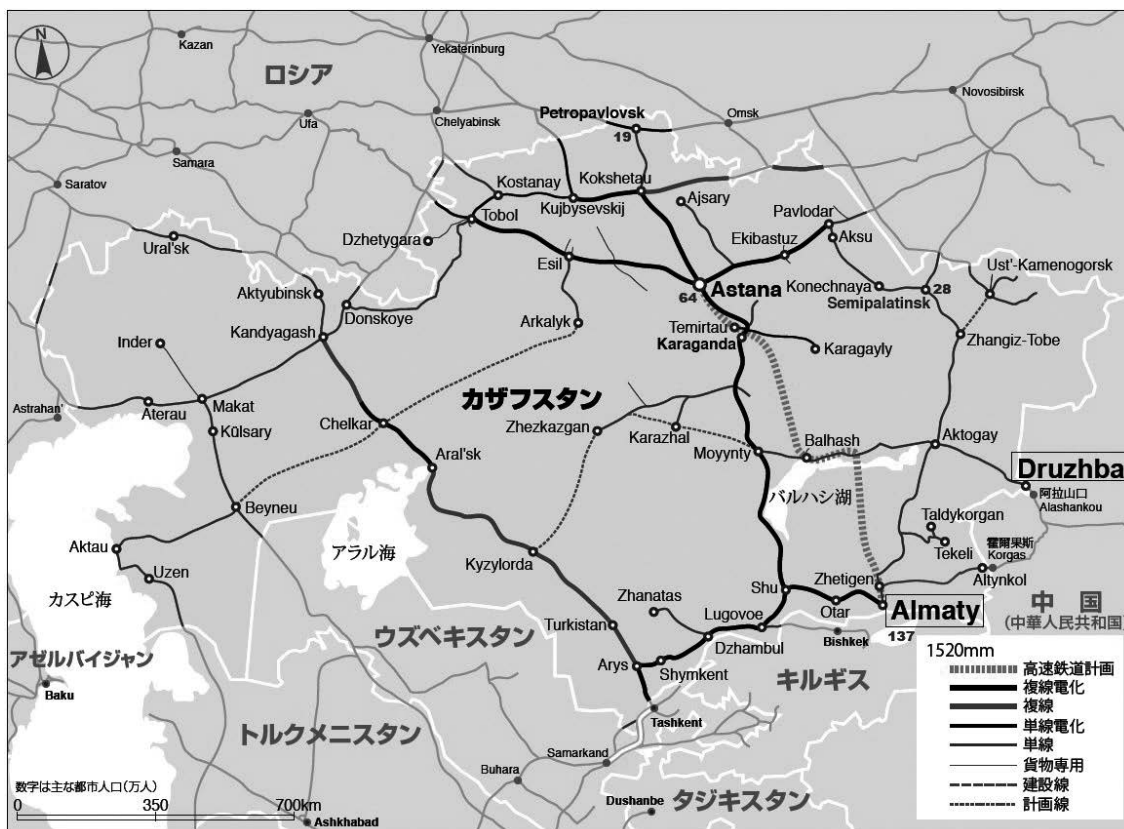 N
Kazan
Yekaterinburg
ロシア
Novosibirsk
Ufa
Chelyabinsk
Petropavlovsk
19
Omsk
Samara
Saratov
Kostanay
Kokshetau
Kujbysevskij
Ajsary
Pavlodar
Tobol
Ural'sk
Dzhetygara
Ekibastuz
Aksu
Esil
Ust'-Kamenogorsk
Astana
64
Konechnaya
Semipalatinsk
28
Aktyubinsk
Donskoye
Arkalyk
Temirtau
Karaganda
Zhangiz-Tobe
Kandyagash
Inder
Karagayly
カザフスタン
Astrahan'
Aterau
Makat
Chelkar
Zhezkazgan
Karazhal
Külsary
Moyynty
Balhash
Aktogay
Aral'sk
Druzhba
バルハシ湖
阿拉山口
Alashankou
Beyneu
Taldykorgan
Aktau
アラル海
Tekeli
霍爾果斯
Korgas
Kyzylorda
Uzen
Zhetigen
Altynkol
カスピ海
Zhanatas
Shu
Otar
Almaty
137
中国
(中華人民共和国)
Lugovoe
ウズベキスタン
Turkistan
Bishkek
Dzhambul
アゼルバイジャン
Arys
Shymkent
キルギス
Baku
Tashkent
トルクメニスタン
Samarkand
Buhara
Dushanbe
タジキスタン
Ashkhabad
数字は主な都市人口(万人)
0 350 700km
1520mm
高速鉄道計画
複線電化
複線
単線電化
単線
貨物専用
建設線
計画線